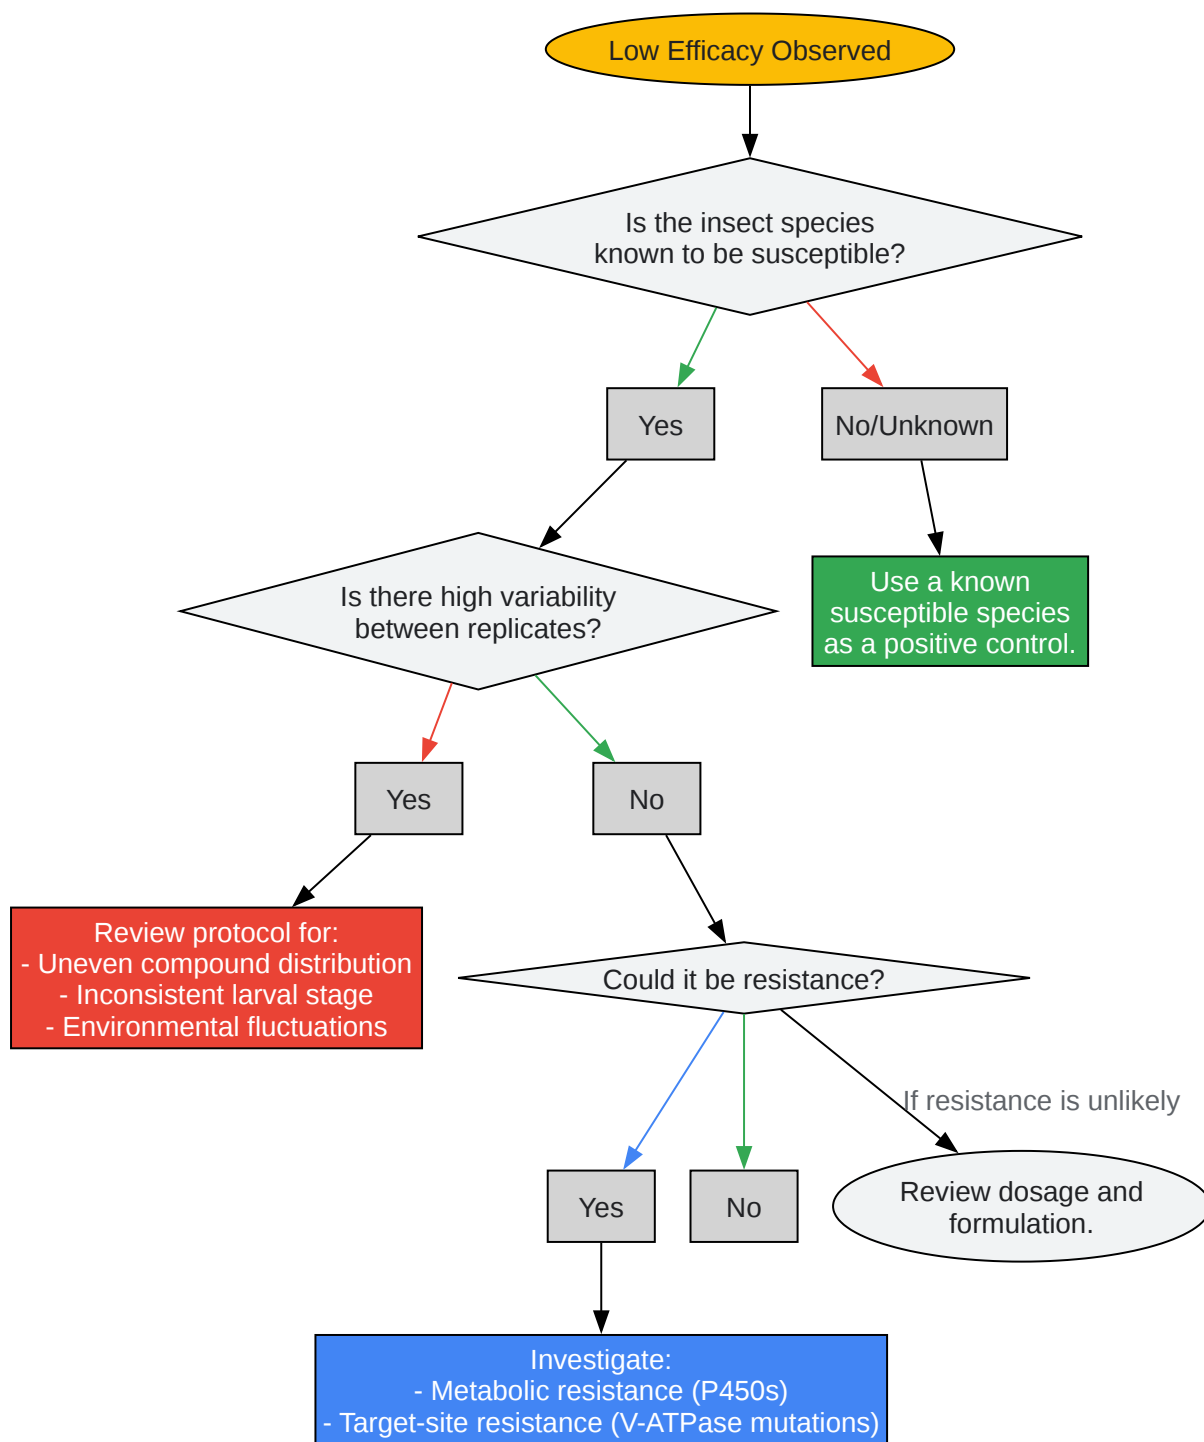 Low Efficacy Observed
Is the insect species
known to be susceptible?
Yes
No/Unknown
Is there high variability
between replicates?
Use a known
susceptible species
as a positive control.
Yes
No
Review protocol for:
- Uneven compound distribution
- Inconsistent larval stage
- Environmental fluctuations
Could it be resistance?
If resistance is unlikely
Yes
No
Review dosage and
formulation.
Investigate:
- Metabolic resistance (P450s)
- Target-site resistance (V-ATPase mutations)